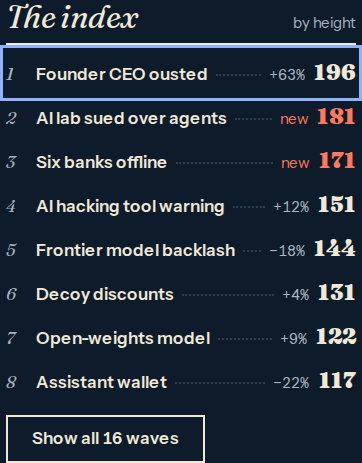 The index by height
1 Founder CEO ousted +63% 196
2 AI lab sued over agents new 181
3 Six banks offline new 171
4 AI hacking tool warning +12% 151
5 Frontier model backlash −18% 144
6 Decoy discounts +4% 131
7 Open-weights model +9% 122
8 Assistant wallet −22% 117
Show all 16 waves